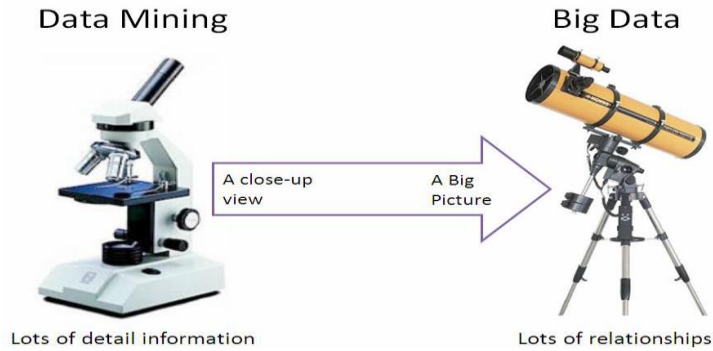 Data Mining
Big Data
A close-up
view
A Big
Picture
Lots of detail information
Lots of relationships